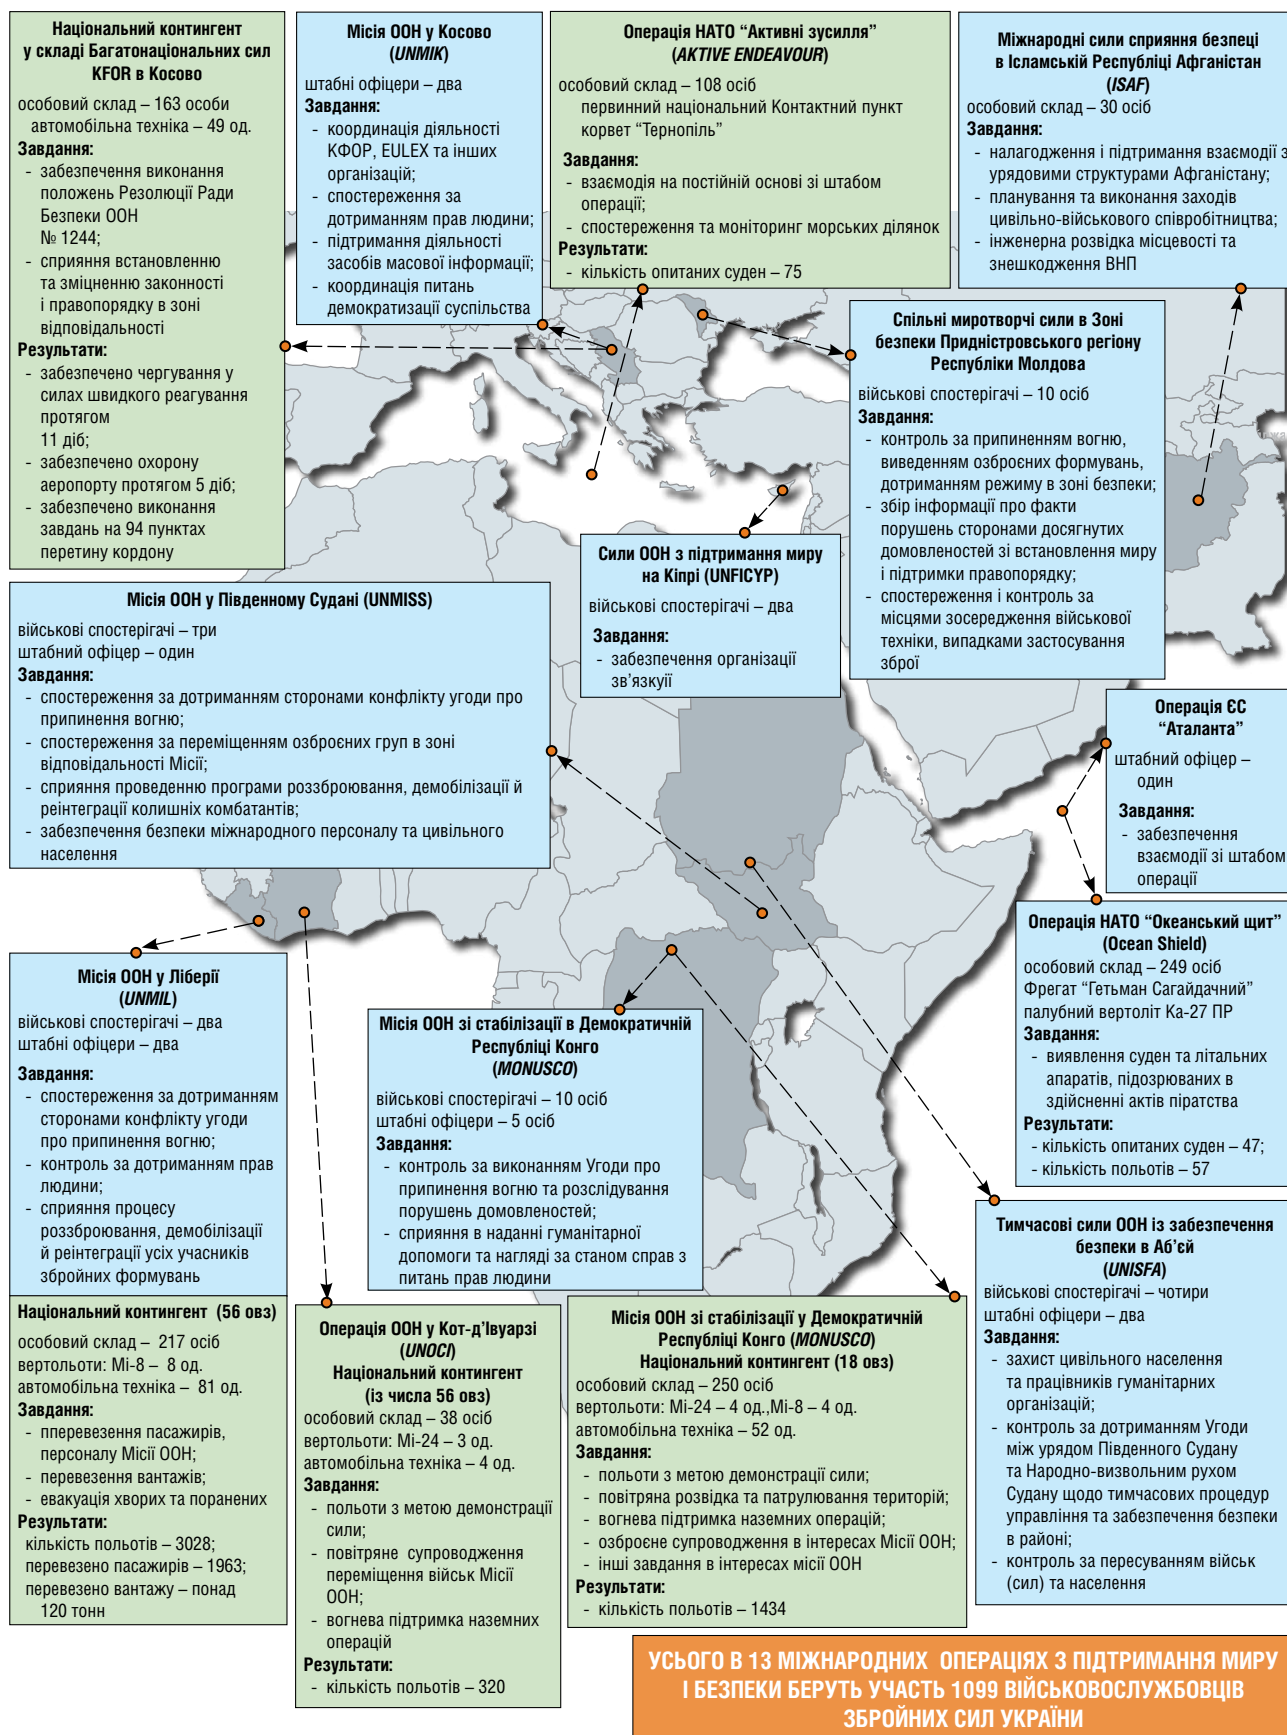 Національний контингент
у складі Багатонаціональних сил
KFOR в Косово
особовий склад – 163 особи
автомобільна техніка – 49 од.
Завдання:
- забезпечення виконання
положень Резолюції Ради
Безпеки ООН
№ 1244;
- сприяння встановленню
та зміцненню законності
і правопорядку в зоні
відповідальності
Результати:
- забезпечено чергування у
силах швидкого реагування
протягом
11 діб;
- забезпечено охорону
аеропорту протягом 5 діб;
- забезпечено виконання
завдань на 94 пунктах
перетину кордону
Місія ООН у Косово
(UNMIK)
штабні офіцери – два
Завдання:
- координація діяльності
КФОР, EULEX та інших
організацій;
- спостереження за
дотриманням прав людини;
- підтримання діяльності
засобів масової інформації;
- координація питань
демократизації суспільства
Операція НАТО “Активні зусилля”
(AKTIVE ENDEAVOUR)
особовий склад – 108 осіб
первинний національний Контактний пункт
корвет “Тернопіль”
Завдання:
- взаємодія на постійній основі зі штабом
операції;
- спостереження та моніторинг морських ділянок
Результати:
- кількість опитаних суден – 75
Міжнародні сили сприяння безпеці
в Ісламській Республіці Афганістан
(ISAF)
особовий склад – 30 осіб
Завдання:
- налагодження і підтримання взаємодії з
урядовими структурами Афганістану;
- планування та виконання заходів
цивільно-військового співробітництва;
- інженерна розвідка місцевості та
знешкодження ВНП
Спільні миротворчі сили в Зоні
безпеки Придністровського регіону
Республіки Молдова
військові спостерігачі – 10 осіб
Завдання:
- контроль за припиненням вогню,
виведенням озброєних формувань,
дотриманням режиму в зоні безпеки;
- збір інформації про факти
порушень сторонами досягнутих
домовленостей зі встановлення миру
і підтримки правопорядку;
- спостереження і контроль за
місцями зосередження військової
техніки, випадками застосування
зброї
Сили ООН з підтримання миру
на Кіпрі (UNFICYP)
військові спостерігачі – два
Завдання:
- забезпечення організації
зв’язкуїі
Місія ООН у Південному Судані (UNMISS)
військові спостерігачі – три
штабний офіцер – один
Завдання:
- спостереження за дотриманням сторонами конфлікту угоди про
припинення вогню;
- спостереження за переміщенням озброєних груп в зоні
відповідальності Місії;
- сприяння проведенню програми роззброювання, демобілізації й
реінтеграції колишніх комбатантів;
- забезпечення безпеки міжнародного персоналу та цивільного
населення
Операція ЄС
“Аталанта”
штабний офіцер –
один
Завдання:
- забезпечення
взаємодії зі штабом
операції
Операція НАТО “Океанський щит”
(Ocean Shield)
особовий склад – 249 осіб
Фрегат “Гетьман Сагайдачний”
палубний вертоліт Ка-27 ПР
Завдання:
- виявлення суден та літальних
апаратів, підозрюваних в
здійсненні актів піратства
Результати:
- кількість опитаних суден – 47;
- кількість польотів – 57
Місія ООН у Ліберії
(UNMIL)
військові спостерігачі – два
штабні офіцери – два
Завдання:
- спостереження за дотриманням
сторонами конфлікту угоди
про припинення вогню;
- контроль за дотриманням прав
людини;
- сприяння процесу
роззброювання, демобілізації
й реінтеграції усіх учасників
збройних формувань
Місія ООН зі стабілізації в Демократичній
Республіці Конго
(MONUSCO)
військові спостерігачі – 10 осіб
штабні офіцери – 5 осіб
Завдання:
- контроль за виконанням Угоди про
припинення вогню та розслідування
порушень домовленостей;
- сприяння в наданні гуманітарної
допомоги та нагляді за станом справ з
питань прав людини
Тимчасові сили ООН із забезпечення
безпеки в Аб’єй
(UNISFA)
військові спостерігачі – чотири
штабні офіцери – два
Завдання:
- захист цивільного населення
та працівників гуманітарних
організацій;
- контроль за дотриманням Угоди
між урядом Південного Судану
та Народно-визвольним рухом
Судану щодо тимчасових процедур
управління та забезпечення безпеки
в районі;
- контроль за пересуванням військ
(сил) та населення
Національний контингент (56 овз)
особовий склад – 217 осіб
вертольоти: Мі-8 – 8 од.
автомобільна техніка – 81 од.
Завдання:
- пперевезення пасажирів,
персоналу Місії ООН;
- перевезення вантажів;
- евакуація хворих та поранених
Результати:
кількість польотів – 3028;
перевезено пасажирів – 1963;
перевезено вантажу – понад
120 тонн
Операція ООН у Кот-д’Івуарзі
(UNOCI)
Національний контингент
(із числа 56 овз)
особовий склад – 38 осіб
вертольоти: Мі-24 – 3 од.
автомобільна техніка – 4 од.
Завдання:
- польоти з метою демонстрації
сили;
- повітряне супроводження
переміщення військ Місії
ООН;
- вогнева підтримка наземних
операцій
Результати:
- кількість польотів – 320
Місія ООН зі стабілізації у Демократичній
Республіці Конго (MONUSCO)
Національний контингент (18 овз)
особовий склад – 250 осіб
вертольоти: Мі-24 – 4 од.,Мі-8 – 4 од.
автомобільна техніка – 52 од.
Завдання:
- польоти з метою демонстрації сили;
- повітряна розвідка та патрулювання територій;
- вогнева підтримка наземних операцій;
- озброєне супроводження в інтересах Місії ООН;
- інші завдання в інтересах місії ООН
Результати:
- кількість польотів – 1434
УСЬОГО В 13 МІЖНАРОДНИХ ОПЕРАЦІЯХ З ПІДТРИМАННЯ МИРУ
І БЕЗПЕКИ БЕРУТЬ УЧАСТЬ 1099 ВІЙСЬКОВОСЛУЖБОВЦІВ
ЗБРОЙНИХ СИЛ УКРАЇНИ